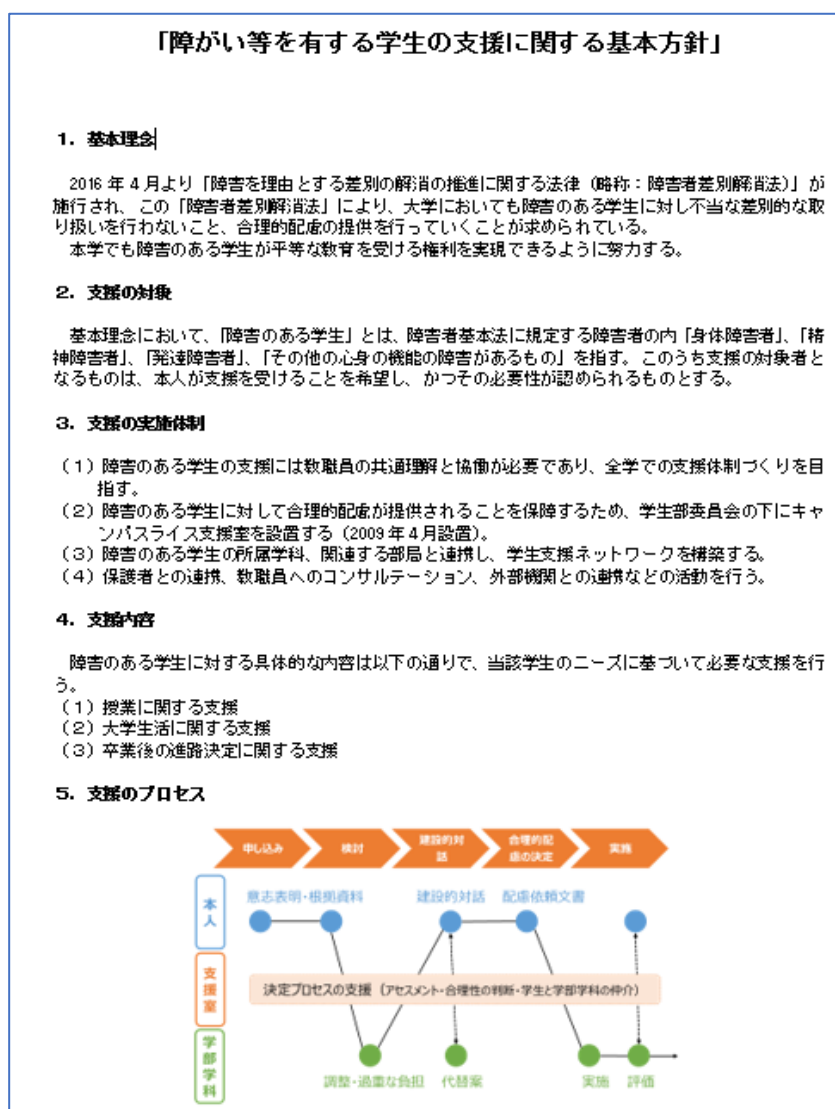 「障がい等を有する学生の支援に関する基本方針」
1．基本理念
2016年4月より「障害を理由とする差別の解消の推進に関する法律（略称：障害者差別解消法）」が
施行され、この「障害者差別解消法」により、大学においても障害のある学生に対し不当な差別的な取
り扱いを行わないこと、合理的配慮の提供を行っていくことが求められている。
本学でも障害のある学生が平等な教育を受ける権利を実現できるように努力する。
2．支援の対象
基本理念において、「障害のある学生」とは、障害者基本法に規定する障害者の内「身体障害者」、「精
神障害者」、「発達障害者」、「その他の心身の機能の障害があるもの」を指す。このうち支援の対象者と
なるものは、本人が支援を受けることを希望し、かつその必要性が認められるものとする。
3．支援の実施体制
（1）障害のある学生の支援には教職員の共通理解と協働が必要であり、全学での支援体制づくりを目
指す。
（2）障害のある学生に対して合理的配慮が提供されることを保障するため、学生部委員会の下にキャ
ンパスライス支援室を設置する（2009年4月設置）。
（3）障害のある学生の所属学科、関連する部局と連携し、学生支援ネットワークを構築する。
（4）保護者との連携、教職員へのコンサルテーション、外部機関との連携などの活動を行う。
4．支援内容
障害のある学生に対する具体的な内容は以下の通りで、当該学生のニーズに基づいて必要な支援を行
う。
（1）授業に関する支援
（2）大学生活に関する支援
（3）卒業後の進路決定に関する支援
5．支援のプロセス
申し込み 検討 建設的対話 合理的配慮の決定 実施
本人
意志表明・根拠資料 建設的対話 配慮依頼文書
支援室
決定プロセスの支援（アセスメント・合理性の判断・学生と学部学科の仲介）
学部学科
調整・過重な負担 代替案 実施 評価